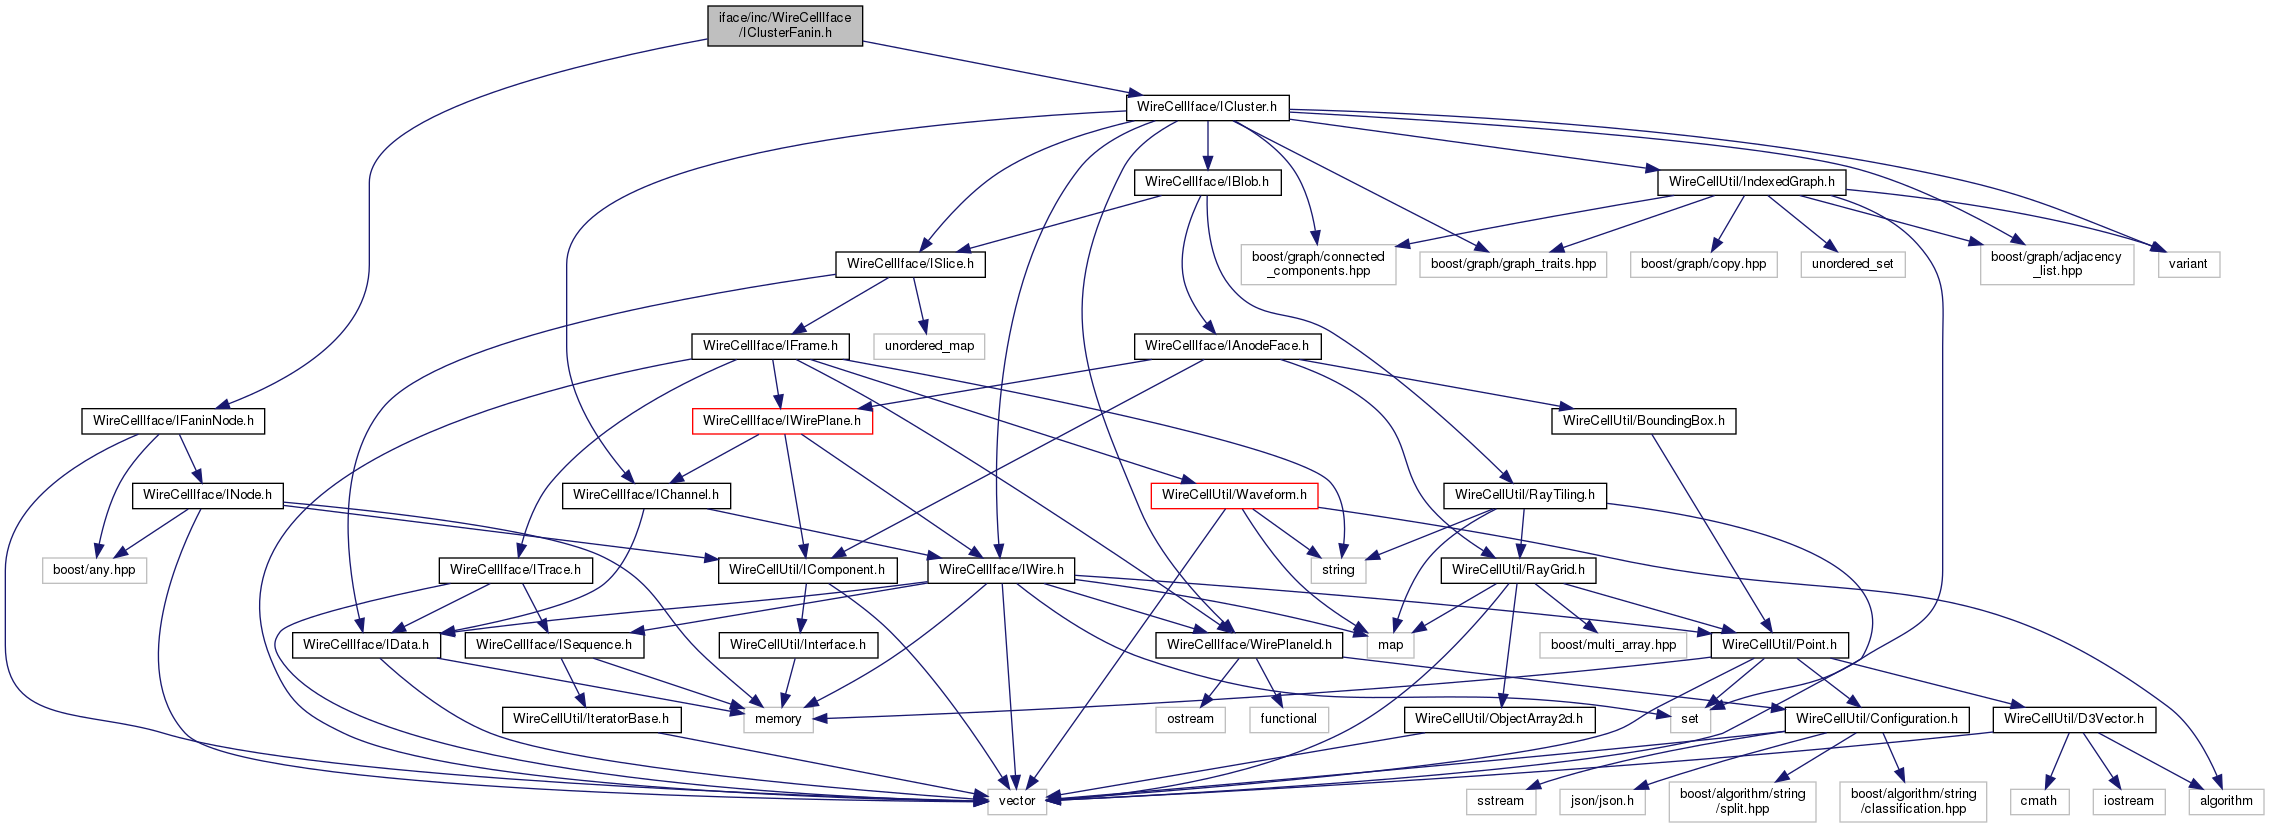 iface/inc/WireCellIface
/IClusterFanin.h
WireCellIface/ICluster.h
WireCellIface/IBlob.h
WireCellUtil/IndexedGraph.h
WireCellIface/ISlice.h
boost/graph/connected
_components.hpp
boost/graph/graph_traits.hpp
boost/graph/copy.hpp
unordered_set
boost/graph/adjacency
_list.hpp
variant
WireCellIface/IFrame.h
unordered_map
WireCellIface/IAnodeFace.h
WireCellIface/IFaninNode.h
WireCellIface/IWirePlane.h
WireCellUtil/BoundingBox.h
WireCellIface/INode.h
WireCellIface/IChannel.h
WireCellUtil/Waveform.h
WireCellUtil/RayTiling.h
boost/any.hpp
WireCellIface/ITrace.h
WireCellUtil/IComponent.h
WireCellIface/IWire.h
string
WireCellUtil/RayGrid.h
WireCellIface/IData.h
WireCellIface/ISequence.h
WireCellUtil/Interface.h
WireCellIface/WirePlaneId.h
map
boost/multi_array.hpp
WireCellUtil/Point.h
WireCellUtil/IteratorBase.h
memory
ostream
functional
WireCellUtil/ObjectArray2d.h
set
WireCellUtil/Configuration.h
WireCellUtil/D3Vector.h
vector
sstream
json/json.h
boost/algorithm/string
/split.hpp
boost/algorithm/string
/classification.hpp
cmath
iostream
algorithm